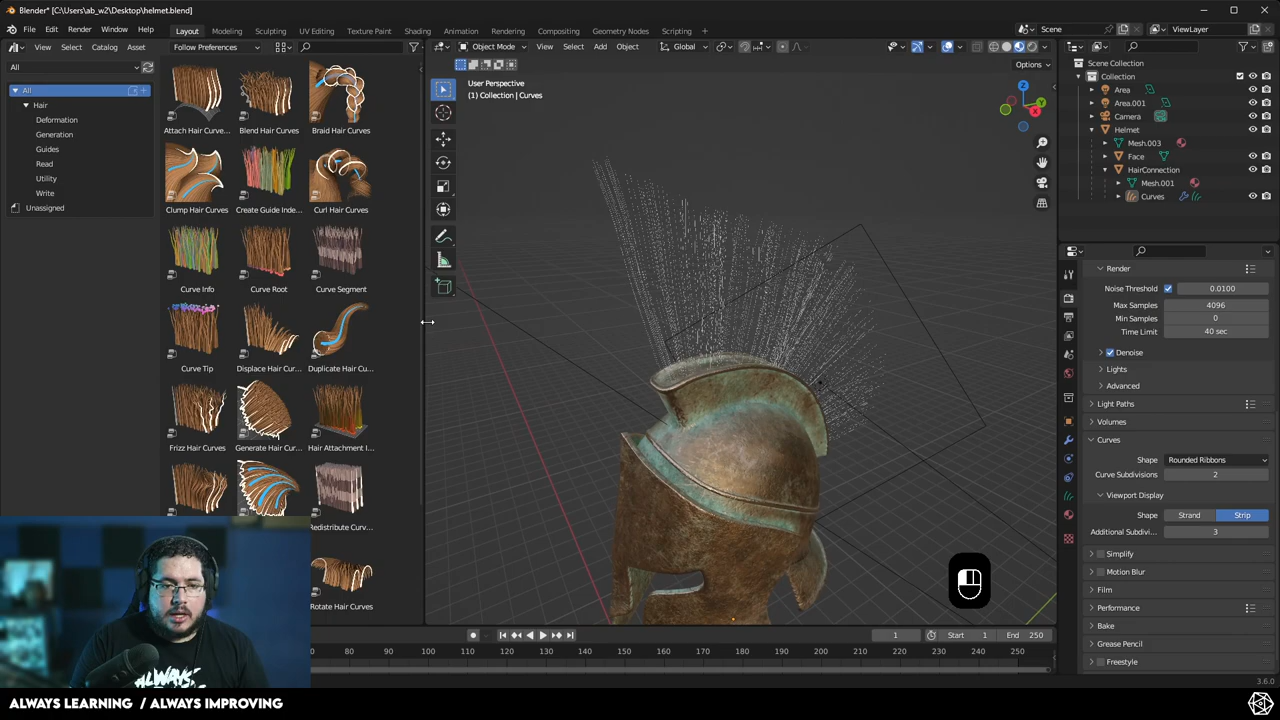 Blender* [C:\Users\ab_w2\Desktop\helmet.blend]
File Edit Render Window Help Layout Modeling Sculpting UV Editing Texture Paint Shading Animation Rendering Compositing Geometry Nodes Scripting + Scene ViewLayer
View Select Catalog Asset Follow Preferences Object Mode View Select Add Object Global
Options
All
All
Hair
Deformation
Generation
Guides
Read
Utility
Write
Unassigned
Attach Hair Curve... Blend Hair Curves Braid Hair Curves
Clump Hair Curves Create Guide Inde... Curl Hair Curves
Curve Info Curve Root Curve Segment
Curve Tip Displace Hair Curv... Duplicate Hair Cu...
Frizz Hair Curves Generate Hair Cur... Hair Attachment I...
Redistribute Curv...
Rotate Hair Curves
User Perspective
(1) Collection | Curves
Z
Y
X
Scene Collection
Collection
Area
Area.001
Camera
Helmet
Mesh.003
Face
HairConnection
Mesh.001
Curves
Render
Noise Threshold 0.0100
Max Samples 4096
Min Samples 0
Time Limit 40 sec
Denoise
Lights
Advanced
Light Paths
Volumes
Curves
Shape Rounded Ribbons
Curve Subdivisions 2
Viewport Display
Shape Strand Strip
Additional Subdivi... 3
Simplify
Motion Blur
Film
Performance
Bake
Grease Pencil
Freestyle
1 Start 1 End 250
80 90 100 110 120 130 140 150 160 170 180 190 200 210 220 230 240 250
3.6.0
ALWAYS LEARNING / ALWAYS IMPROVING